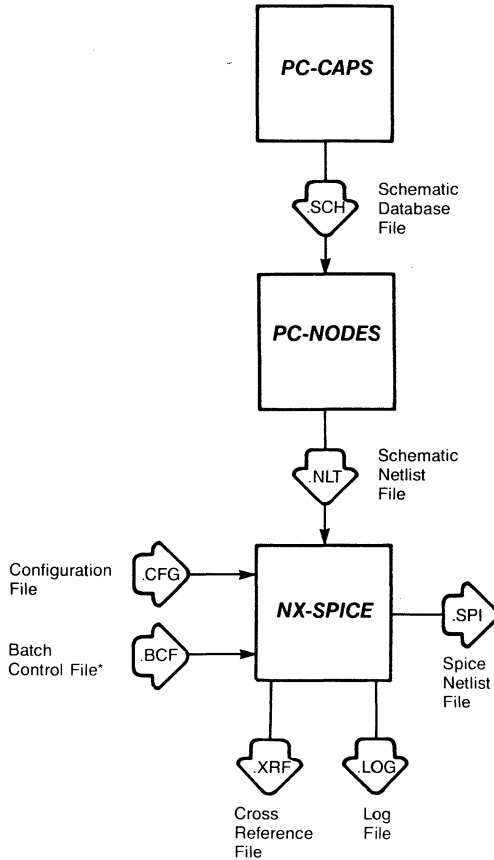 PC-CAPS
.SCH
Schematic
Database
File
PC-NODES
.NLT
Schematic
Netlist
File
Configuration
File
.CFG
NX-SPICE
.SPI
Spice
Netlist
File
Batch
Control File*
.BCF
.XRF
Cross
Reference
File
.LOG
Log
File